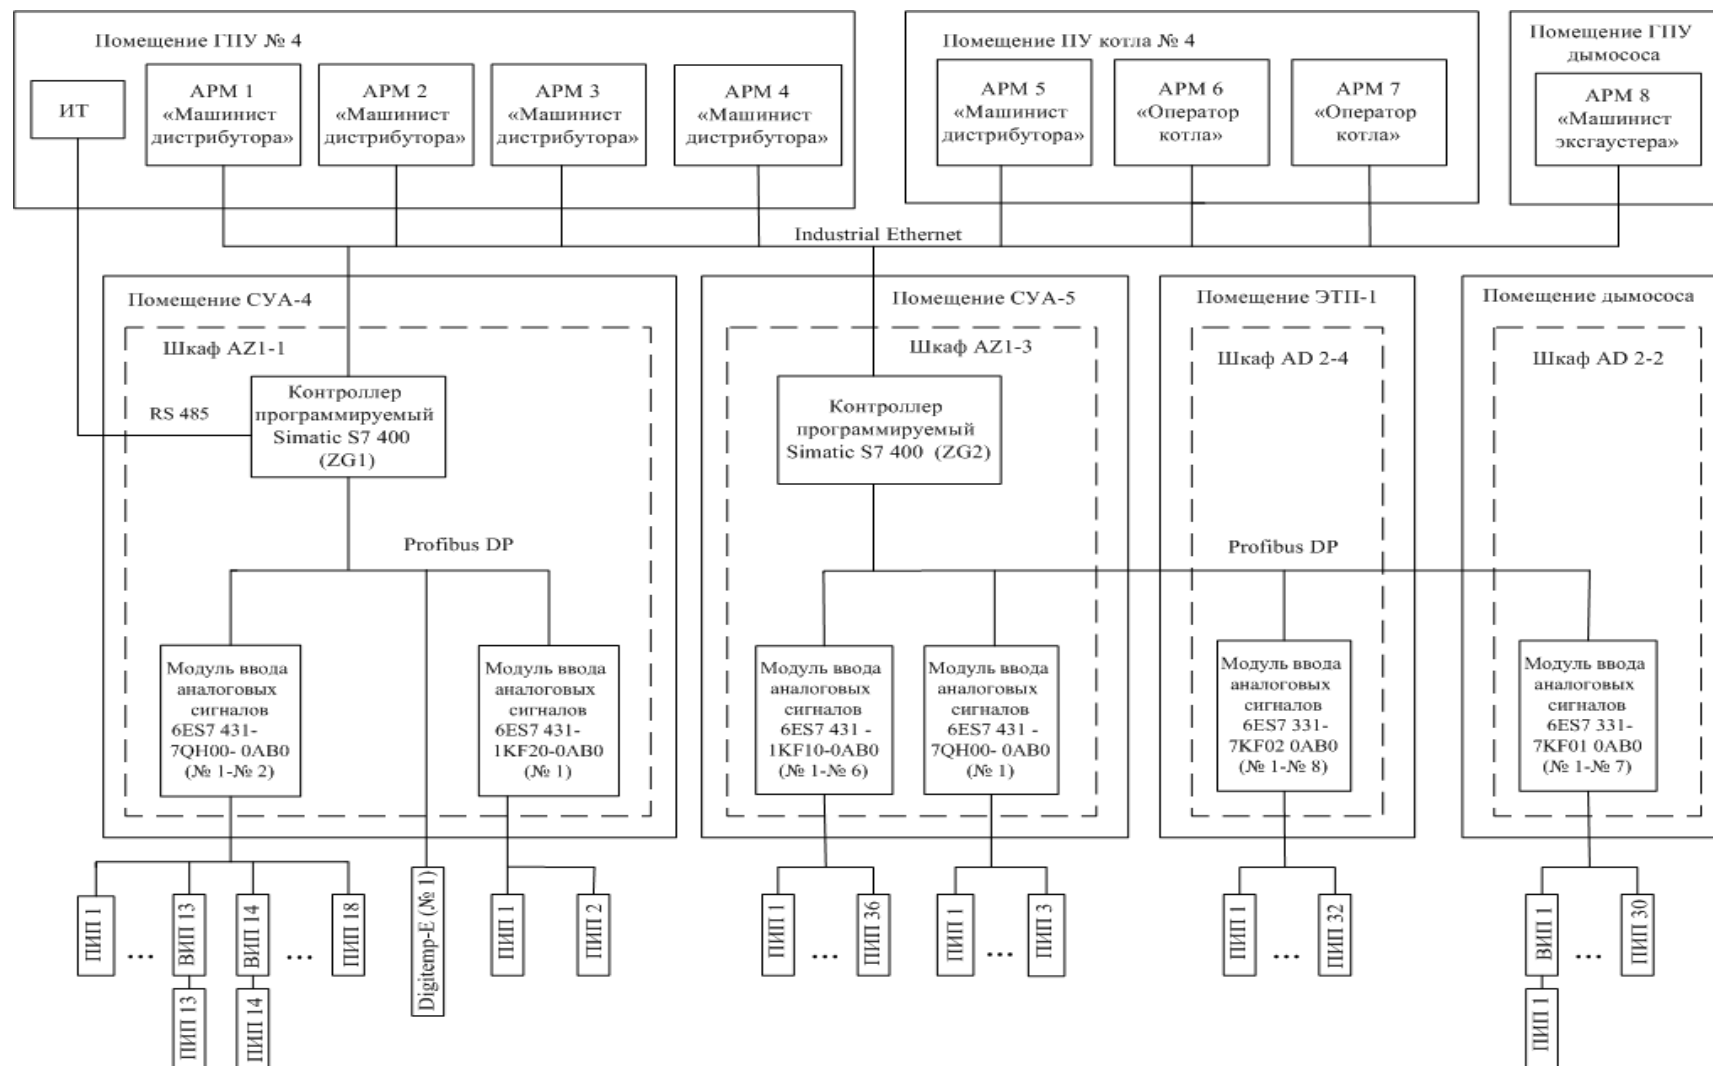 Помещение ГПУ № 4
ИТ
АРМ 1
«Машинист
дистрибутора»
АРМ 2
«Машинист
дистрибутора»
АРМ 3
«Машинист
дистрибутора»
АРМ 4
«Машинист
дистрибутора»
Помещение ПУ котла № 4
АРМ 5
«Машинист
дистрибутора»
АРМ 6
«Оператор
котла»
АРМ 7
«Оператор
котла»
Помещение ГПУ
дымососа
АРМ 8
«Машинист
эксгаустера»
Industrial Ethernet
Помещение СУА-4
Шкаф AZ1-1
RS 485
Контроллер
программируемый
Simatic S7 400
(ZG1)
Profibus DP
Модуль ввода
аналоговых
сигналов
6ES7 431-
7QH00- 0AB0
(№ 1-№ 2)
Модуль ввода
аналоговых
сигналов
6ES7 431-
1KF20-0AB0
(№ 1)
Помещение СУА-5
Шкаф AZ1-3
Контроллер
программируемый
Simatic S7 400 (ZG2)
Модуль ввода
аналоговых
сигналов
6ES7 431 -
1KF10-0AB0
(№ 1-№ 6)
Модуль ввода
аналоговых
сигналов
6ES7 431 -
7QH00- 0AB0
(№ 1)
Помещение ЭТП-1
Шкаф AD 2-4
Profibus DP
Модуль ввода
аналоговых
сигналов
6ES7 331-
7KF02 0AB0
(№ 1-№ 8)
Помещение дымососа
Шкаф AD 2-2
Модуль ввода
аналоговых
сигналов
6ES7 331-
7KF01 0AB0
(№ 1-№ 7)
ПИП 1
...
ВИП 13
ПИП 13
ВИП 14
ПИП 14
...
ПИП 18
Digitemp-E (№ 1)
ПИП 1
ПИП 2
ПИП 1
...
ПИП 36
ПИП 1
...
ПИП 3
ПИП 1
...
ПИП 32
ВИП 1
ПИП 1
...
ПИП 30